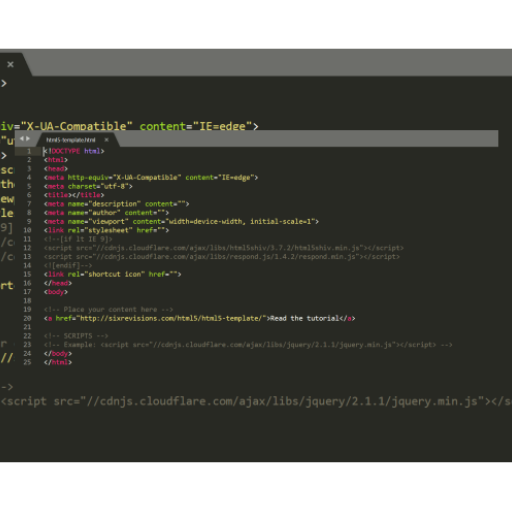 ×
>
iv="X-UA-Compatible" content="IE=edge">
"u
html5-template.html ×
>
1 <!DOCTYPE html>
2 <html>
3 <head>
4 <meta http-equiv="X-UA-Compatible" content="IE=edge">
5 <meta charset="utf-8">
6 <title></title>
7 <meta name="description" content="">
8 <meta name="author" content="">
9 <meta name="viewport" content="width=device-width, initial-scale=1">
10 <link rel="stylesheet" href="">
11 <!--[if lt IE 9]>
12 <script src="//cdnjs.cloudflare.com/ajax/libs/html5shiv/3.7.2/html5shiv.min.js"></script>
13 <script src="//cdnjs.cloudflare.com/ajax/libs/respond.js/1.4.2/respond.min.js"></script>
14 <![endif]-->
15 <link rel="shortcut icon" href="">
16 </head>
17 <body>
18
19 <!-- Place your content here -->
20 <a href="http://sixrevisions.com/html5/html5-template/">Read the tutorial</a>
21
22 <!-- SCRIPTS -->
23 <!-- Example: <script src="//cdnjs.cloudflare.com/ajax/libs/jquery/2.1.1/jquery.min.js"></script> -->
24 </body>
25 </html>
sc
the
ew
le
9]
/c
/c
rt
r
//
->
<script src="//cdnjs.cloudflare.com/ajax/libs/jquery/2.1.1/jquery.min.js"></s